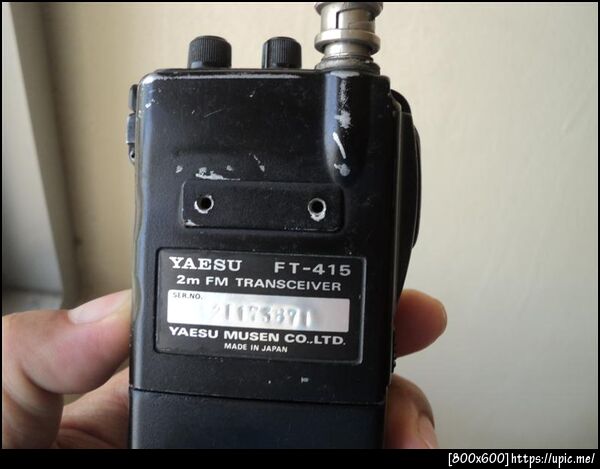 YAESU FT-415
2m FM TRANSCEIVER
SER.NO.
YAESU MUSEN CO.,LTD.
MADE IN JAPAN
[800x600]https://upic.me/